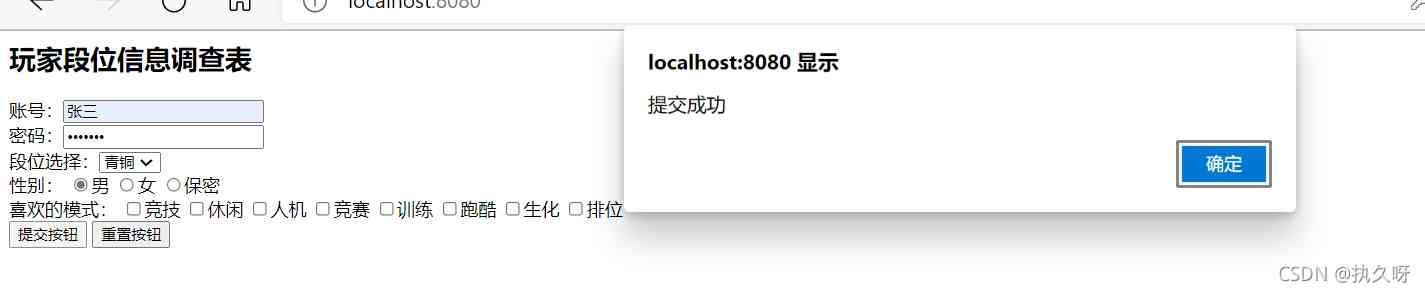 localhost:8080
玩家段位信息调查表
账号：张三
密码：•••••••
段位选择：青铜
性别： 男 女 保密
喜欢的模式： 竞技 休闲 人机 竞赛 训练 跑酷 生化 排位
提交按钮 重置按钮
localhost:8080 显示
提交成功
确定
CSDN @执久呀